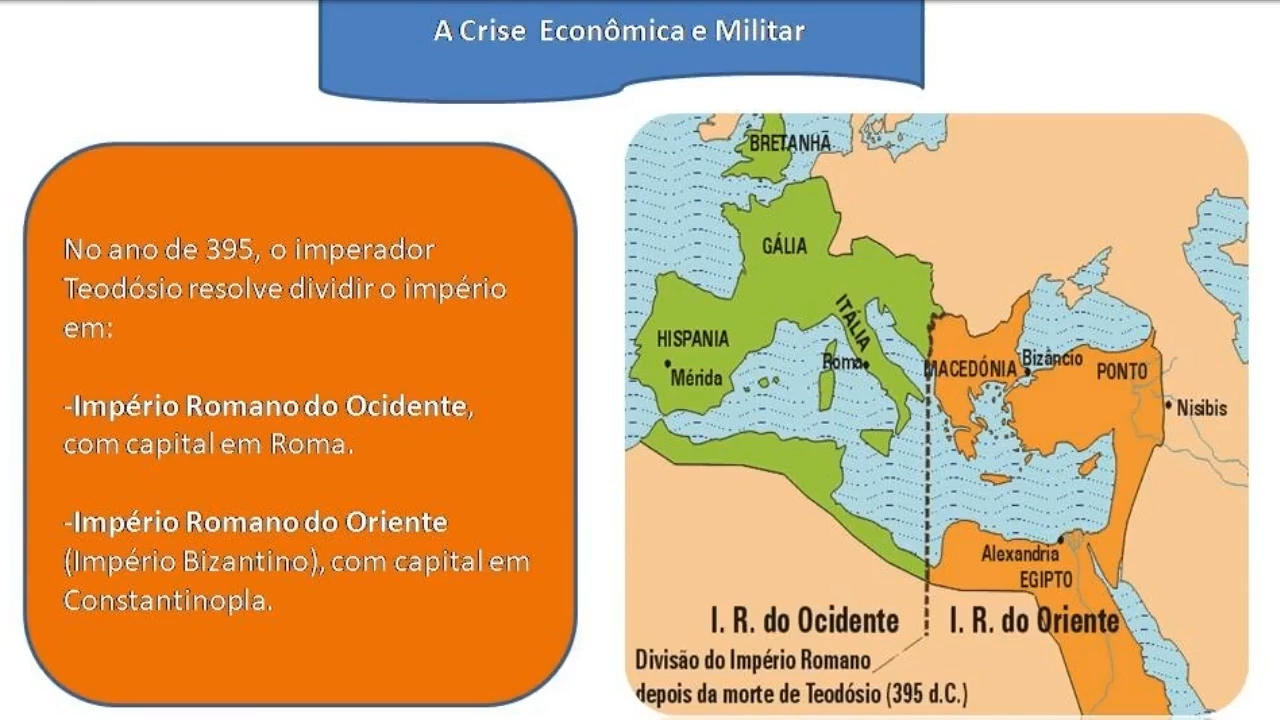 A Crise Econômica e Militar
No ano de 395, o imperador
Teodósio resolve dividir o império
em:
-Império Romano do Ocidente,
com capital em Roma.
-Império Romano do Oriente
(Império Bizantino), com capital em
Constantinopla.
BRETANHÃ
GÁLIA
ITÁLIA
HISPANIA
Mérida
Roma
MACEDÓNIA
Bizâncio
PONTO
Nisibis
Alexandria
EGIPTO
I. R. do Ocidente
I. R. do Oriente
Divisão do Império Romano
depois da morte de Teodósio (395 d.C.)